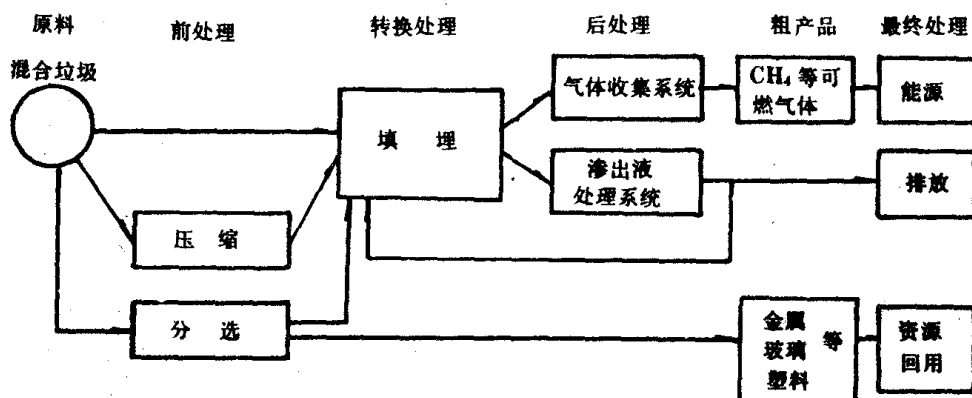 原料
前处理
转换处理
后处理
粗产品
最终处理
混合垃圾
气体收集系统
CH₄等可
燃气体
能源
填 埋
渗出液
处理系统
排放
压 缩
分 选
金属
玻璃 等
塑料
资源
回用